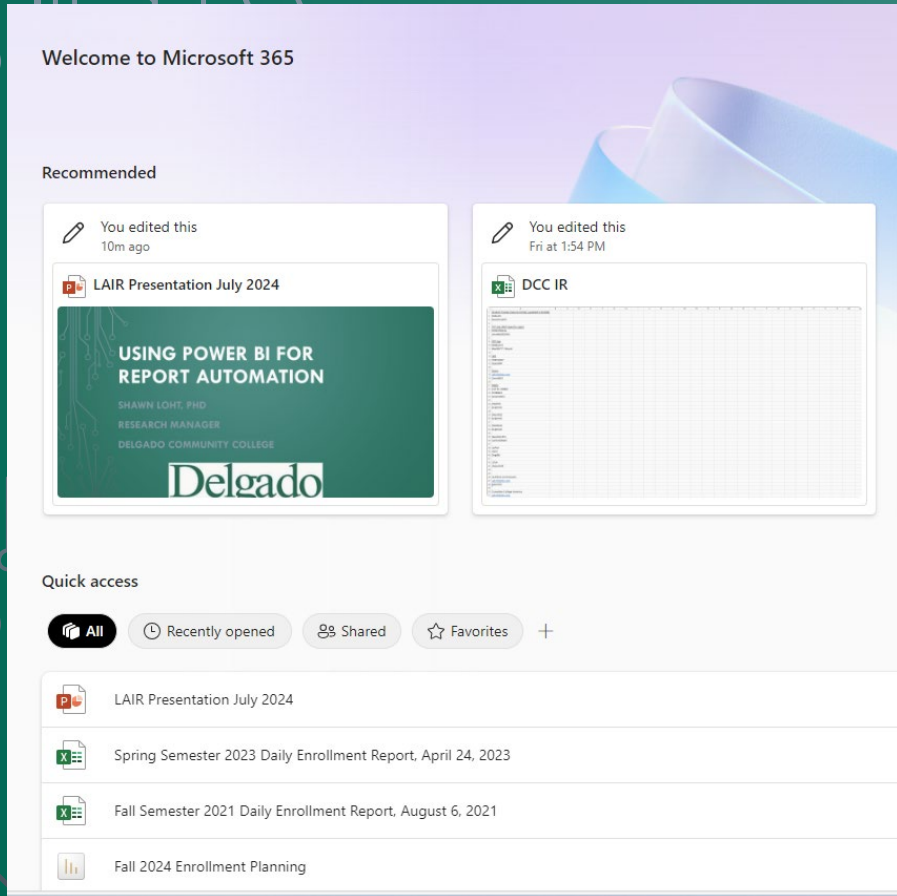 Welcome to Microsoft 365
Recommended
You edited this
10m ago
LAIR Presentation July 2024
USING POWER BI FOR
REPORT AUTOMATION
SHAWN LOHT, PHD
RESEARCH MANAGER
DELGADO COMMUNITY COLLEGE
Delgado
You edited this
Fri at 1:54 PM
DCC IR
Quick access
All
Recently opened
Shared
Favorites
LAIR Presentation July 2024
Spring Semester 2023 Daily Enrollment Report, April 24, 2023
Fall Semester 2021 Daily Enrollment Report, August 6, 2021
Fall 2024 Enrollment Planning